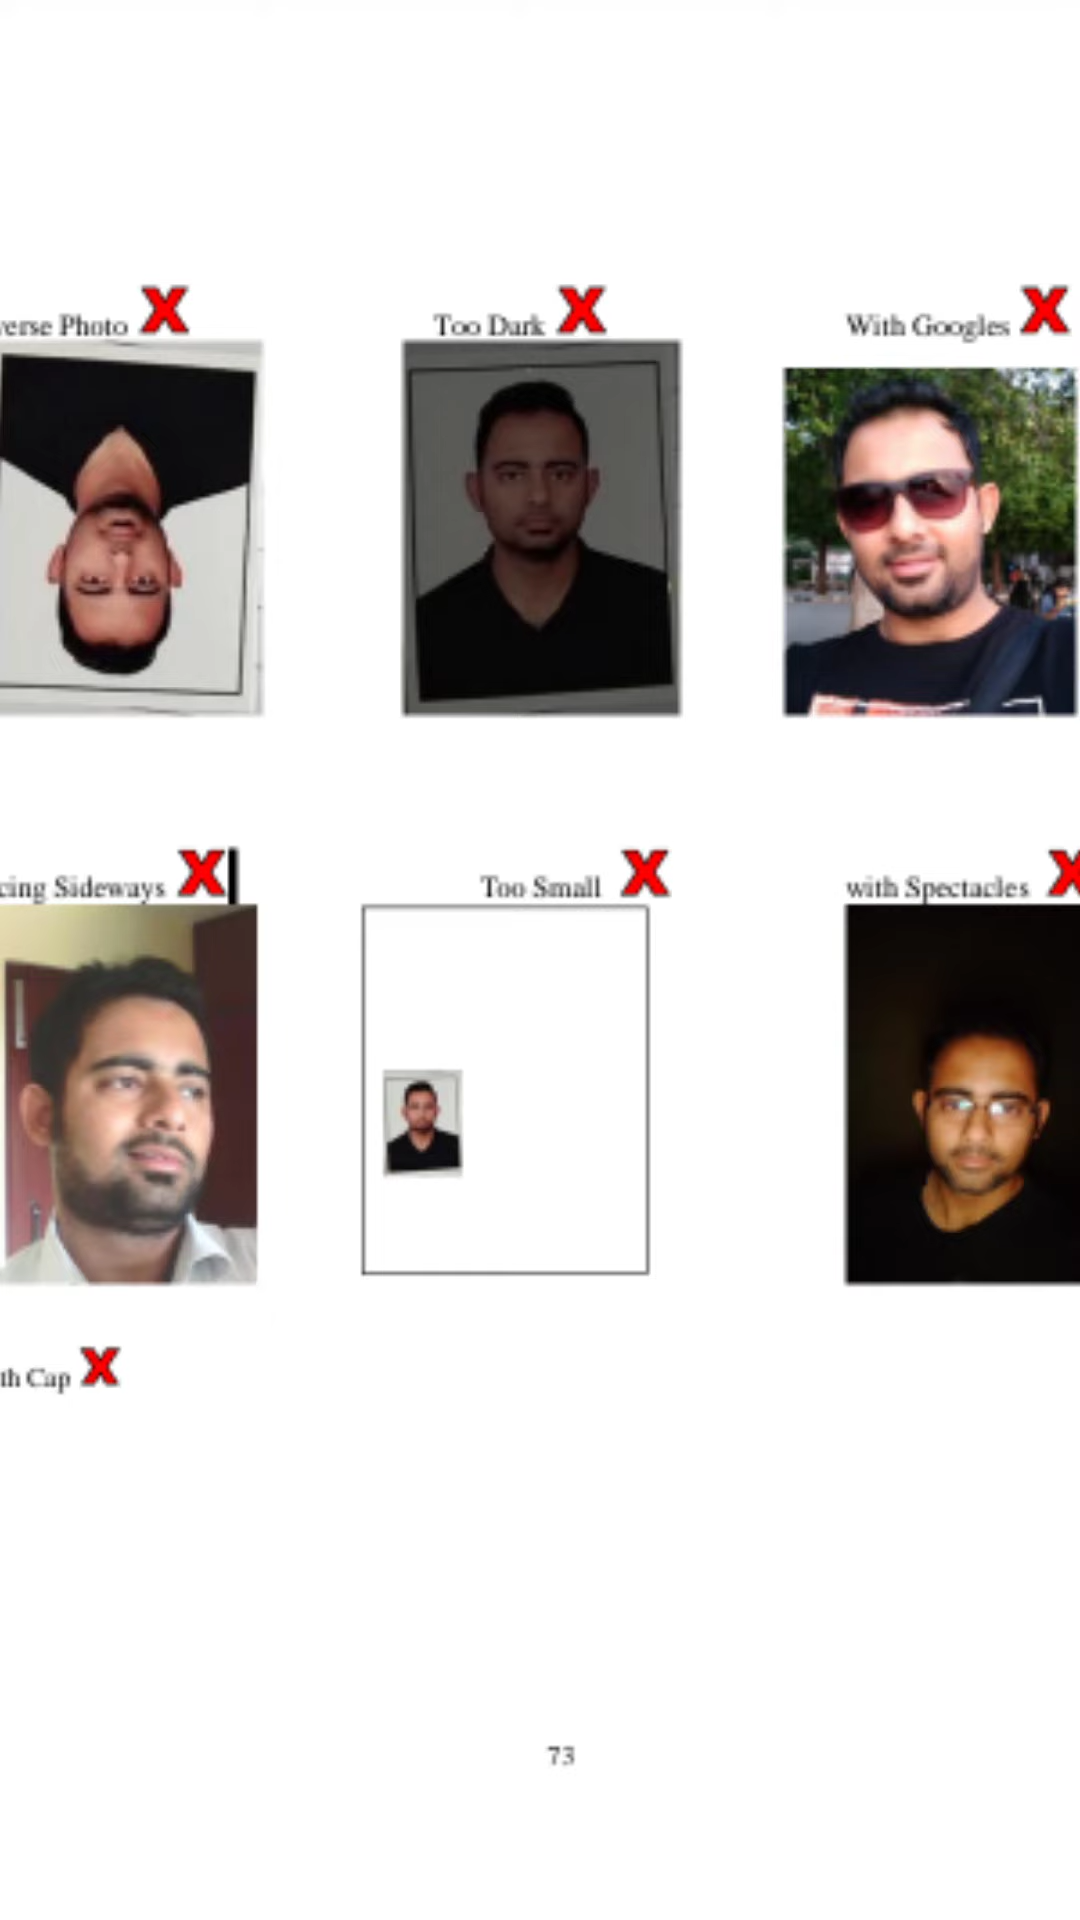 verse Photo X
Too Dark X
With Googles X
cing Sideways X
Too Small X
with Spectacles X
th Cap X
73